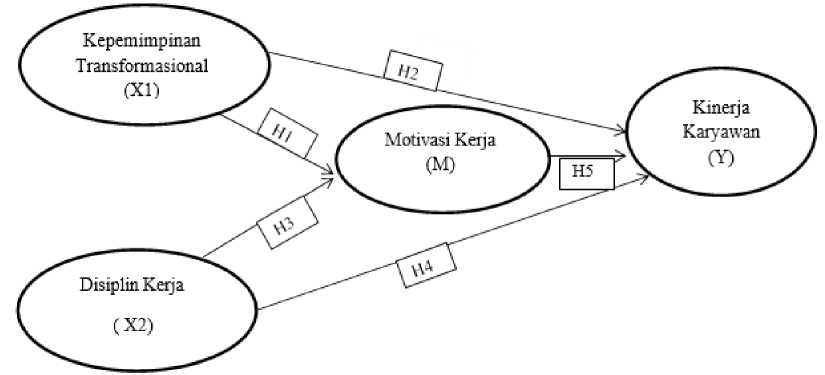 Kepemimpinan
Transformasional
(X1)
H2
Kinerja
Karyawan
(Y)
H1
Motivasi Kerja
(M)
H5
H3
H4
Disiplin Kerja
( X2)